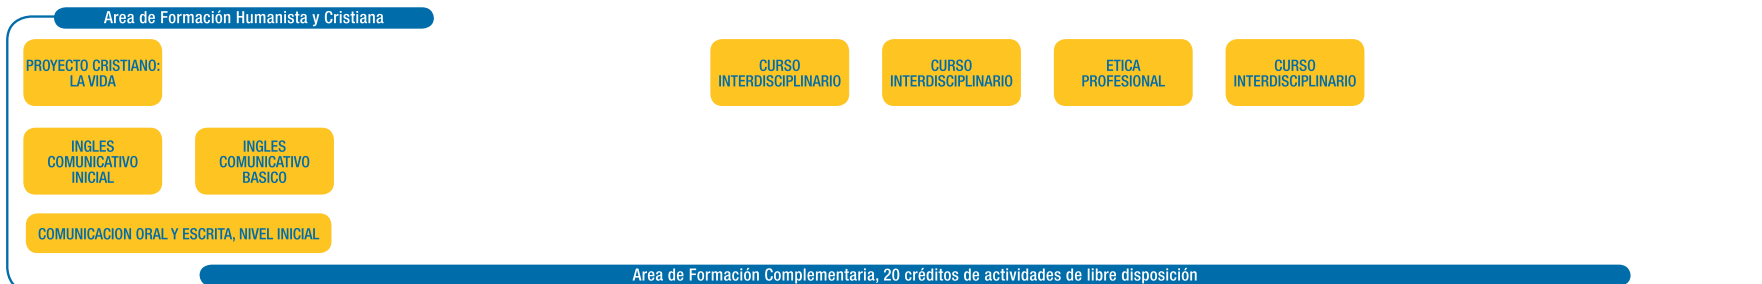 Area de Formación Humanista y Cristiana
PROYECTO CRISTIANO:
LA VIDA
CURSO
INTERDISCIPLINARIO
CURSO
INTERDISCIPLINARIO
ETICA
PROFESIONAL
CURSO
INTERDISCIPLINARIO
INGLES
COMUNICATIVO
INICIAL
INGLES
COMUNICATIVO
BASICO
COMUNICACION ORAL Y ESCRITA, NIVEL INICIAL
Area de Formación Complementaria, 20 créditos de actividades de libre disposición